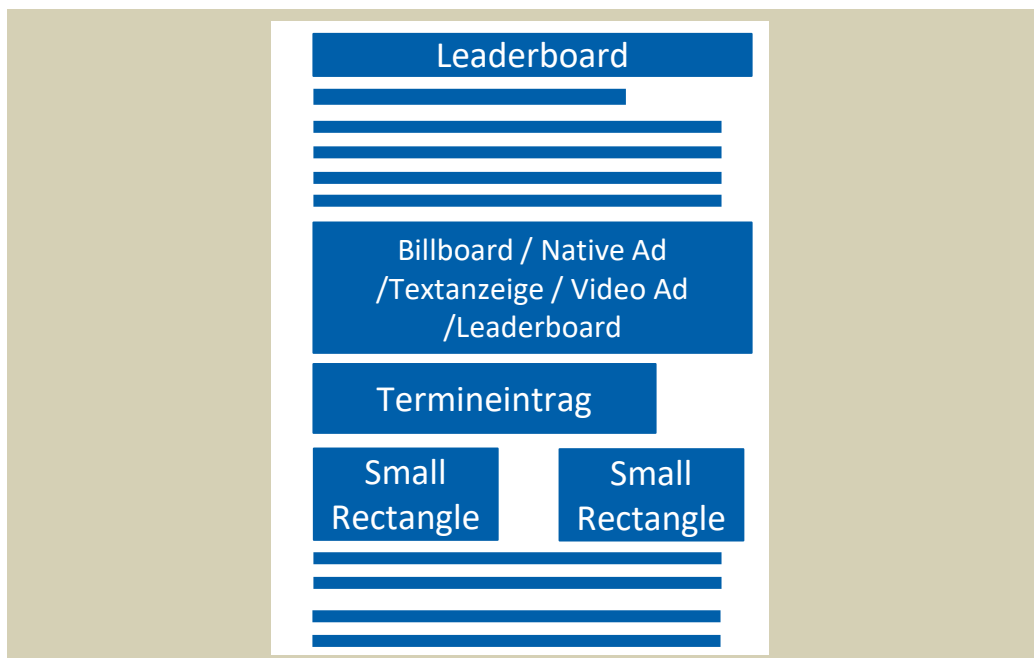 Leaderboard
Billboard / Native Ad
/Textanzeige / Video Ad
/Leaderboard
Termineintrag
Small
Rectangle
Small
Rectangle